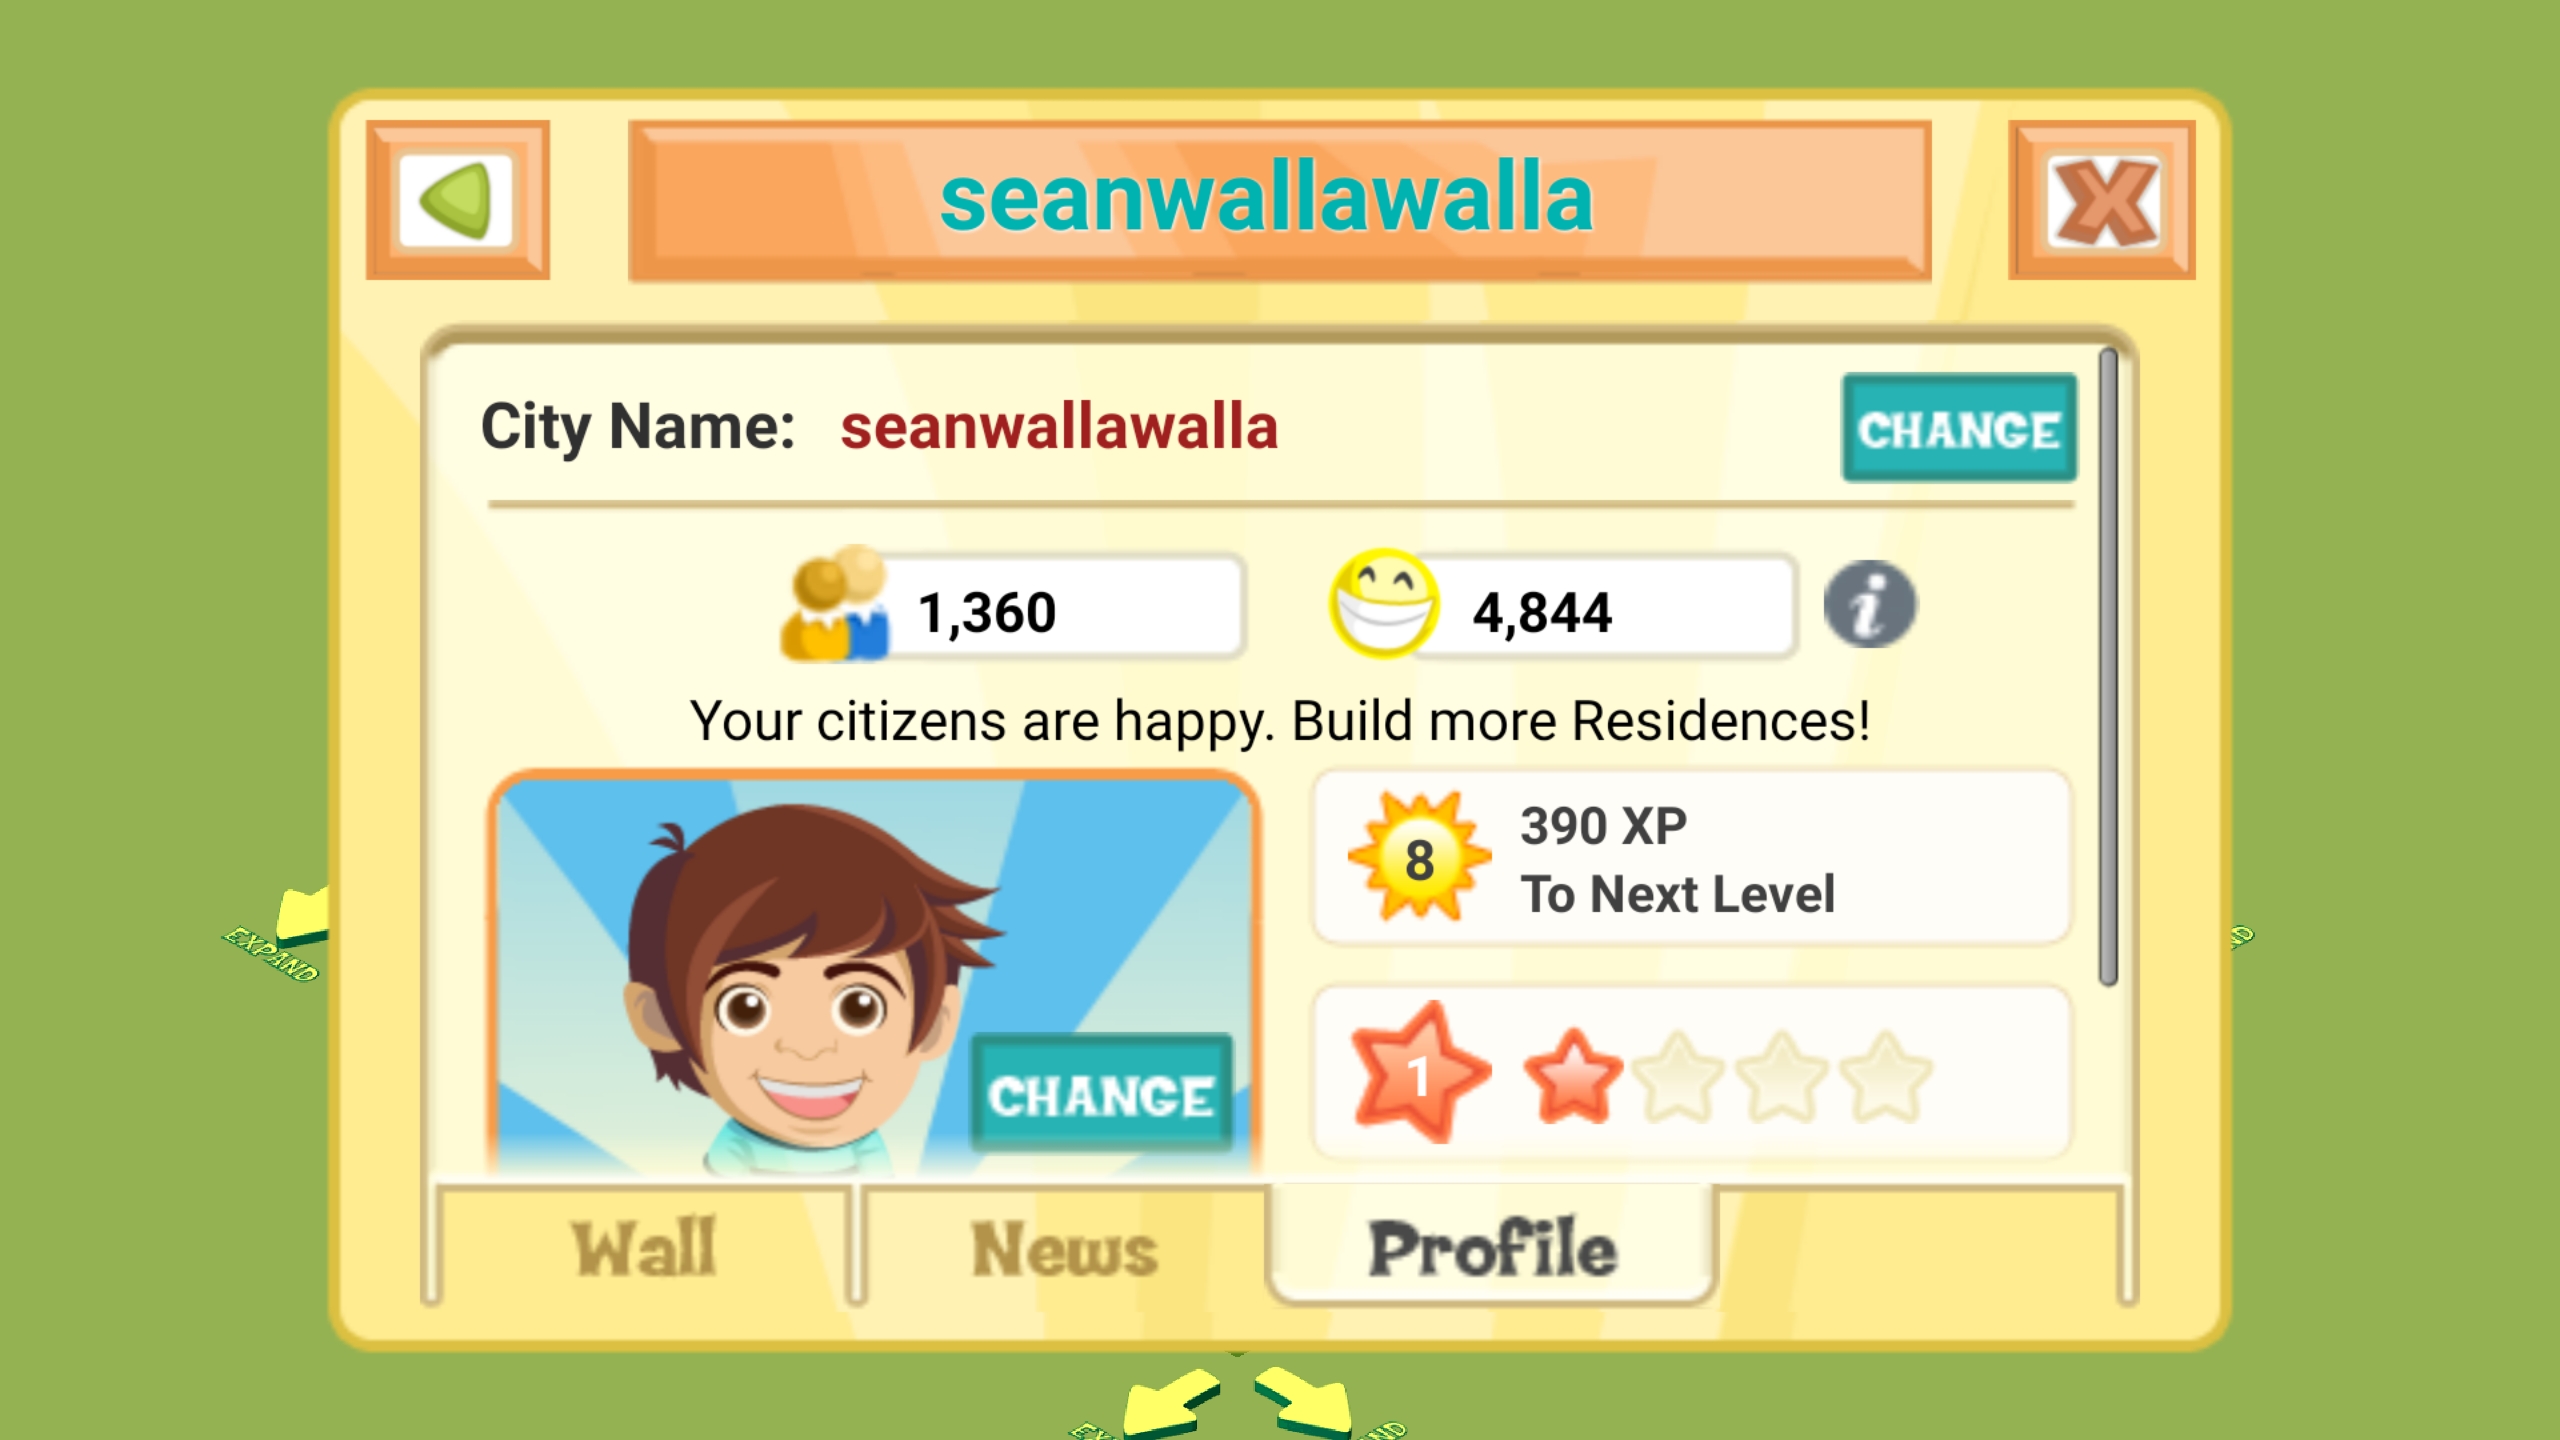 seanwallawalla
City Name: seanwallawalla
CHANGE
1,360
4,844
i
Your citizens are happy. Build more Residences!
8
390 XP
To Next Level
1
CHANGE
Wall
News
Profile
EXPAND